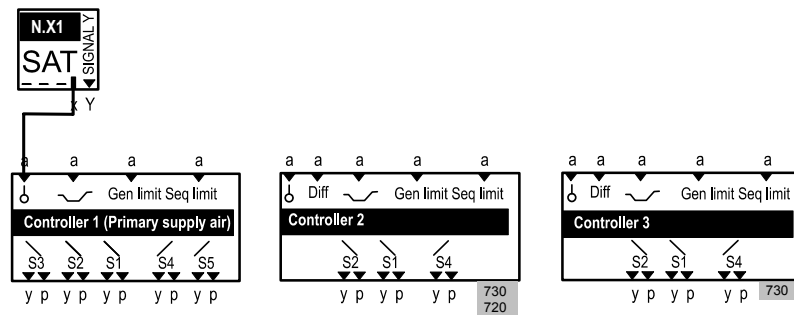 N.X1
SIGNAL Y
SAT
x Y
a a a a
a a a a a
a a a a a
Gen limit Seq limit
Diff Gen limit Seq limit
Diff Gen limit Seq limit
Controller 1 (Primary supply air)
Controller 2
Controller 3
S3 S2 S1 S4 S5
S2 S1 S4
S2 S1 S4
y p y p y p y p y p
y p y p y p
730
720
y p y p y p
730